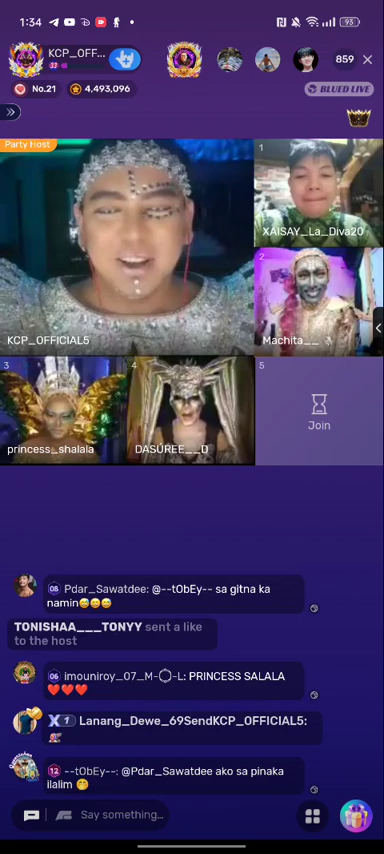 1:34
93
KCP_OFF...
859
No.21
4,493,096
BLUED LIVE
Party Host
KCP_OFFICIAL5
1
XAISAY_La_Diva20
2
Machita__
3
princess_shalala
4
DASÚREE__D
5
Join
08 Pdar_Sawatdee: @--tObEy-- sa gitna ka
namin😅😅😅
TONISHAA___TONYY sent a like
to the host
06 imouniroy_07_M-◯-L: PRINCESS SALALA
❤️❤️❤️
X 1 Lanang_Dewe_69SendKCP_OFFICIAL5:
12 --tObEy--: @Pdar_Sawatdee ako sa pinaka
ilalim 🤭
Say something...